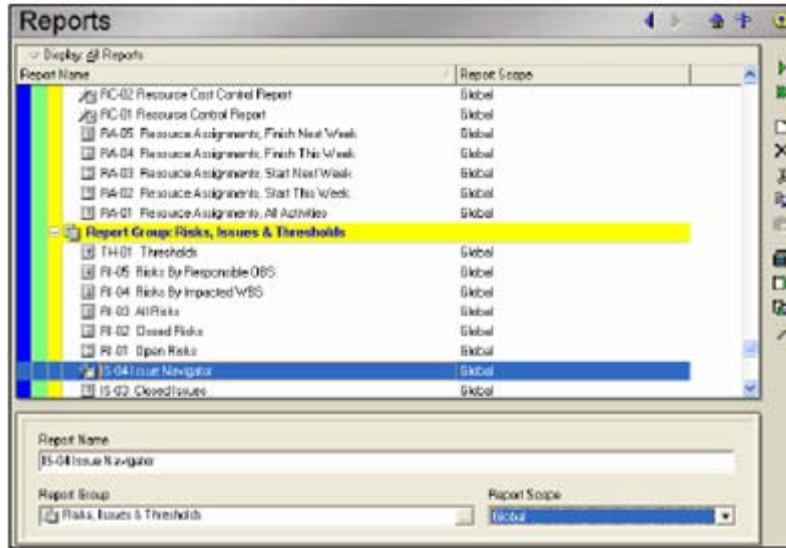 Reports
Display: All Reports
Report Name Report Scope
RC-02 Resource Cost Control Report Global
RC-01 Resource Control Report Global
RA-05 Resource Assignments, Finish Next Week Global
RA-04 Resource Assignments, Finish This Week Global
RA-03 Resource Assignments, Start Next Week Global
RA-02 Resource Assignments, Start This Week Global
RA-01 Resource Assignments, All Activities Global
Report Group: Risks, Issues & Thresholds
TH-01 Thresholds Global
RI-05 Risks By Responsible OBS Global
RI-04 Risks By Impacted WBS Global
RI-03 All Risks Global
RI-02 Closed Risks Global
RI-01 Open Risks Global
IS-04 Issue Navigator Global
IS-03 Closed Issues Global
Report Name
IS-04 Issue Navigator
Report Group Report Scope
Risks, Issues & Thresholds Global